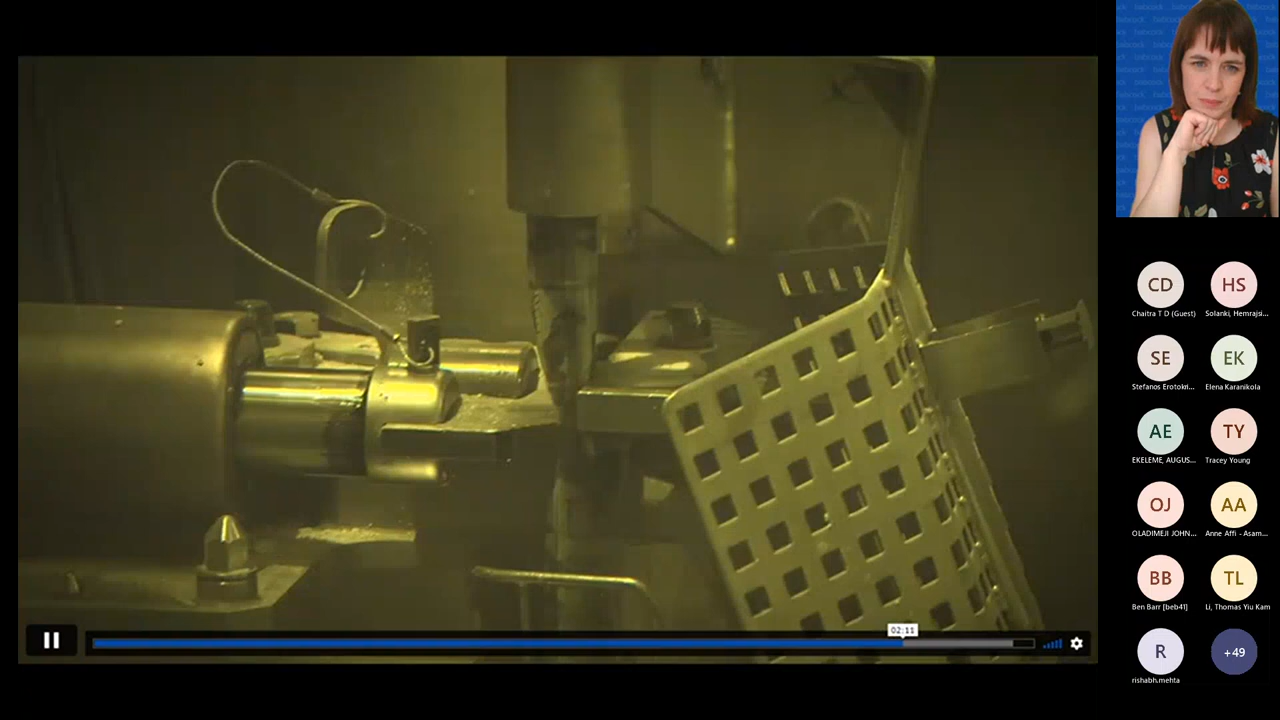 babcock
02:11
CD
HS
Chaitra T D (Guest)
Solanki, Hemrajsi...
SE
EK
Stefanos Erotokri...
Elena Karanikola
AE
TY
EKELEME, AUGUS...
Tracey Young
OJ
AA
OLADIMEJI JOHN...
Anne Affi - Asam...
BB
TL
Ben Barr [beb41]
Li, Thomas Yiu Kam
R
+49
rishabh.mehta